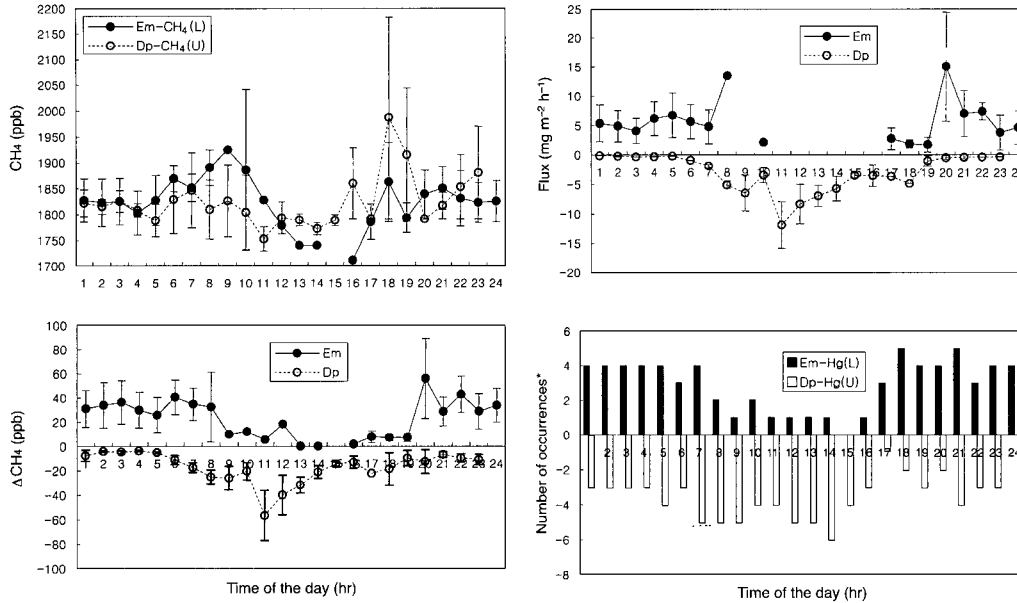 2200
2100
2000
1900
1800
1700
CH₄ (ppb)
Em–CH₄(L)
Dp–CH₄(U)
1 2 3 4 5 6 7 8 9 10 11 12 13 14 15 16 17 18 19 20 21 22 23 24
25
20
15
10
5
0
−5
−10
−15
−20
Flux (mg m⁻² h⁻¹)
Em
Dp
1 2 3 4 5 6 7 8 9 10 11 12 13 14 15 16 17 18 19 20 21 22 23
100
80
60
40
20
0
−20
−40
−60
−80
−100
Δ CH₄ (ppb)
Em
Dp
1 2 3 4 5 6 7 8 9 10 11 12 13 14 15 16 17 18 19 20 21 22 23 24
Time of the day (hr)
6
4
2
0
−2
−4
−6
−8
Number of occurrences*
Em–Hg(L)
Dp–Hg(U)
2 3 4 5 6 7 8 9 10 11 12 13 14 15 16 17 18 19 20 21 22 23 24
Time of the day (hr)